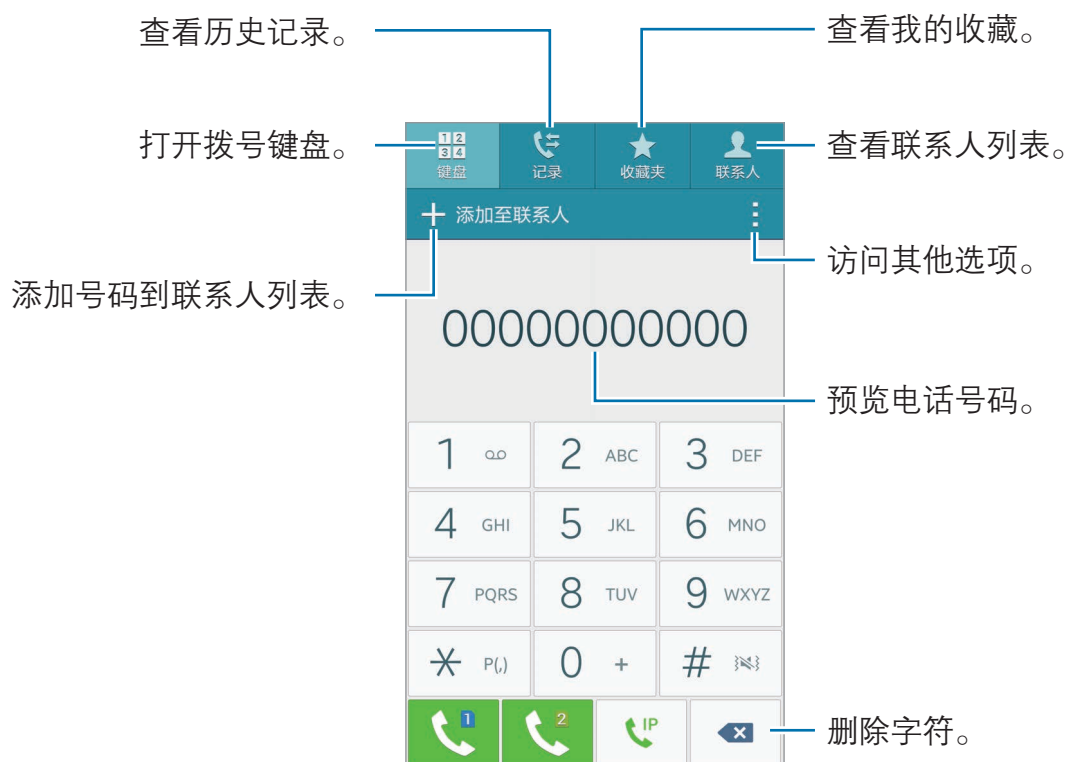 查看历史记录。
查看我的收藏。
打开拨号键盘。
查看联系人列表。
1 2
3 4
键盘
记录
收藏夹
联系人
添加至联系人
访问其他选项。
添加号码到联系人列表。
00000000000
预览电话号码。
1
2 ABC
3 DEF
4 GHI
5 JKL
6 MNO
7 PQRS
8 TUV
9 WXYZ
* P(,)
0 +
#
1
2
IP
删除字符。